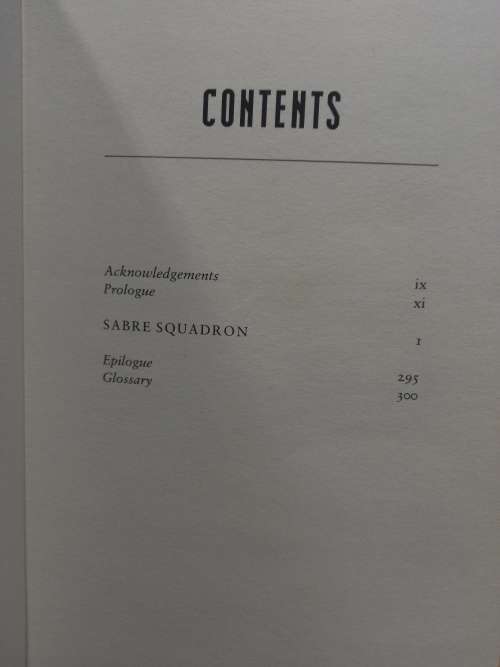 CONTENTS
Acknowledgements ix
Prologue xi
SABRE SQUADRON 1
Epilogue 295
Glossary 300